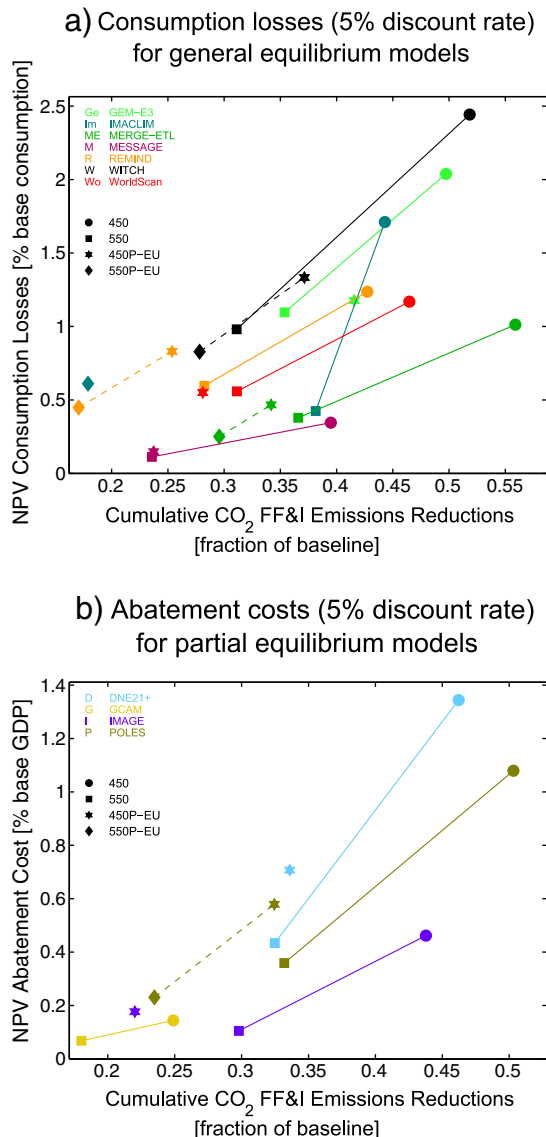 a) Consumption losses (5% discount rate)
for general equilibrium models
NPV Consumption Losses [% base consumption]
2.5
2
1.5
1
0.5
0
Ge GEM−E3
Im IMACLIM
ME MERGE−ETL
M MESSAGE
R REMIND
W WITCH
Wo WorldScan
450
550
450P−EU
550P−EU
0.2 0.25 0.3 0.35 0.4 0.45 0.5 0.55
Cumulative CO2 FF&I Emissions Reductions
[fraction of baseline]
b) Abatement costs (5% discount rate)
for partial equilibrium models
NPV Abatement Cost [% base GDP]
1.4
1.2
1
0.8
0.6
0.4
0.2
0
D DNE21+
G GCAM
I IMAGE
P POLES
450
550
450P−EU
550P−EU
0.2 0.25 0.3 0.35 0.4 0.45 0.5
Cumulative CO2 FF&I Emissions Reductions
[fraction of baseline]